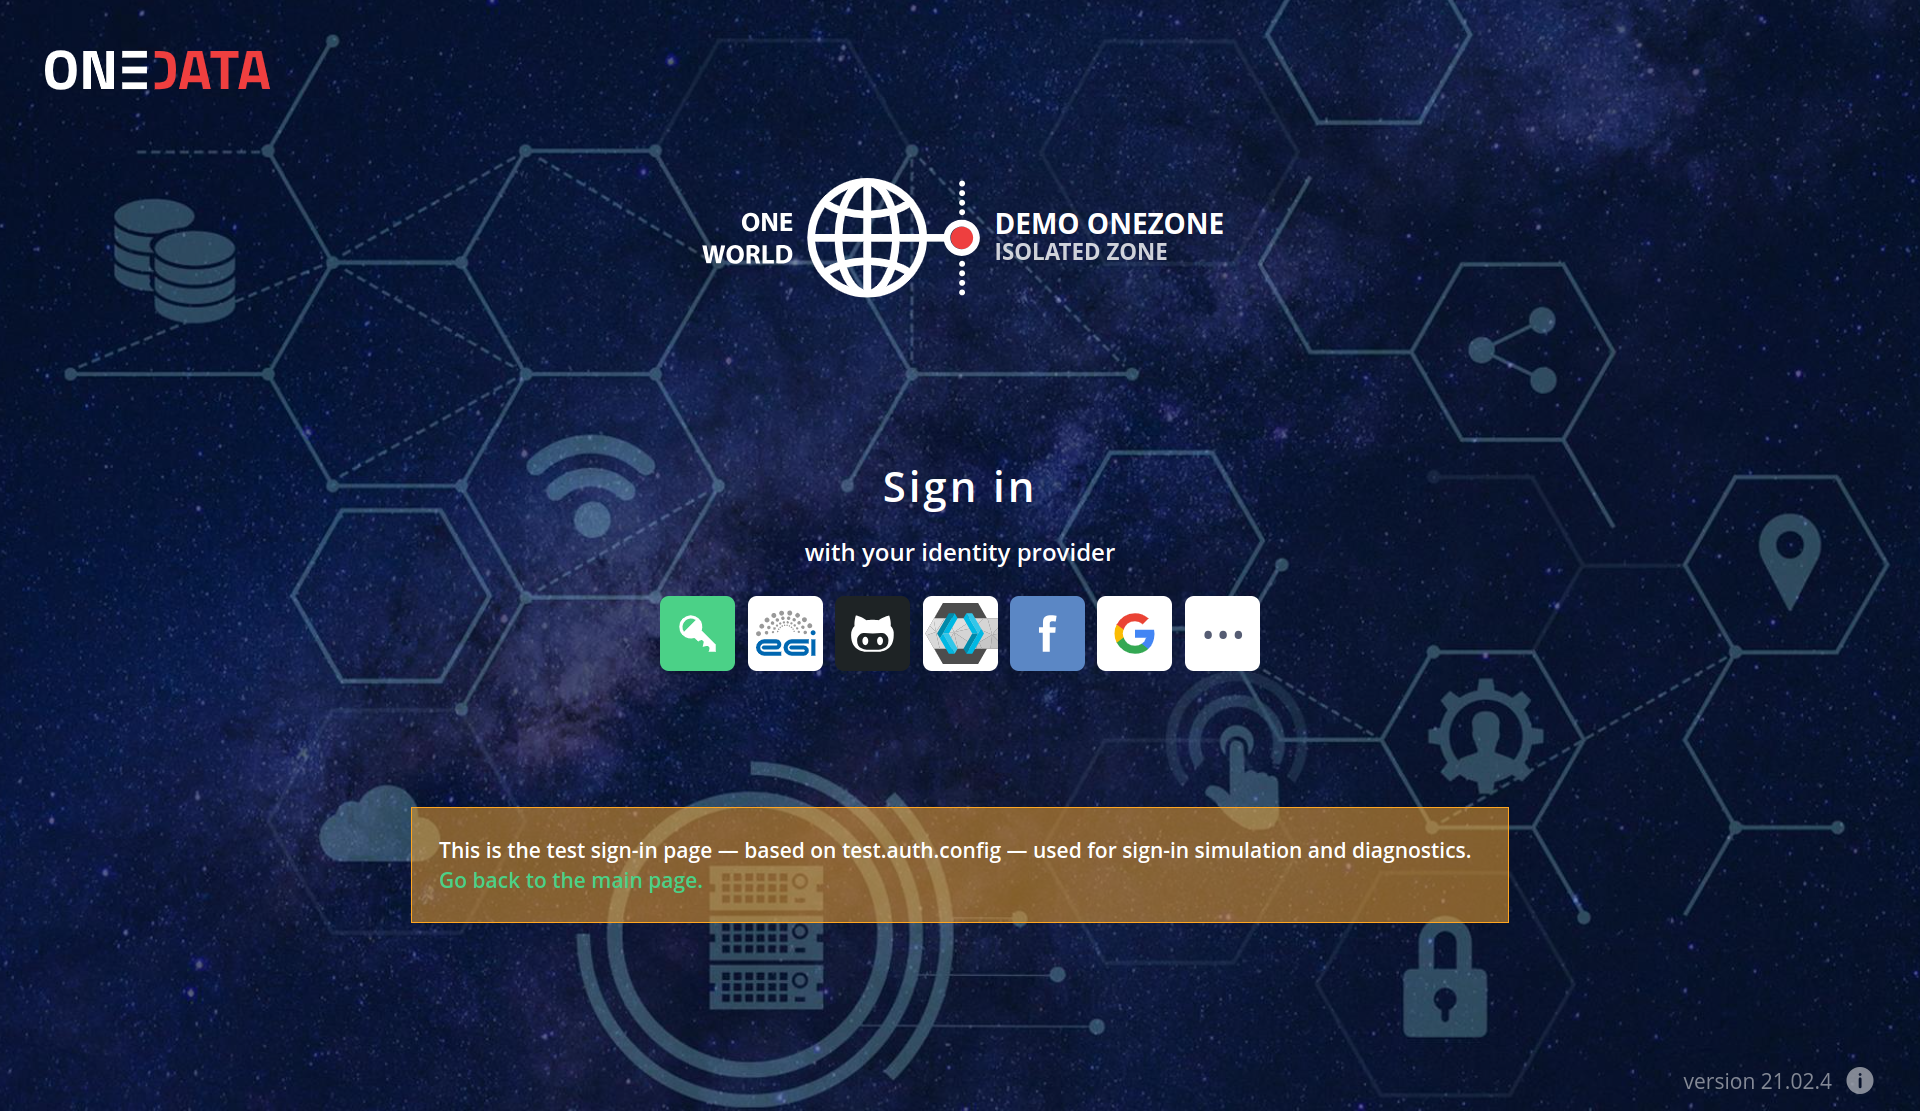 ONEDATA
ONE
WORLD
DEMO ONEZONE
ISOLATED ZONE
Sign in
with your identity provider
egi
This is the test sign-in page — based on test.auth.config — used for sign-in simulation and diagnostics.
Go back to the main page.
version 21.02.4